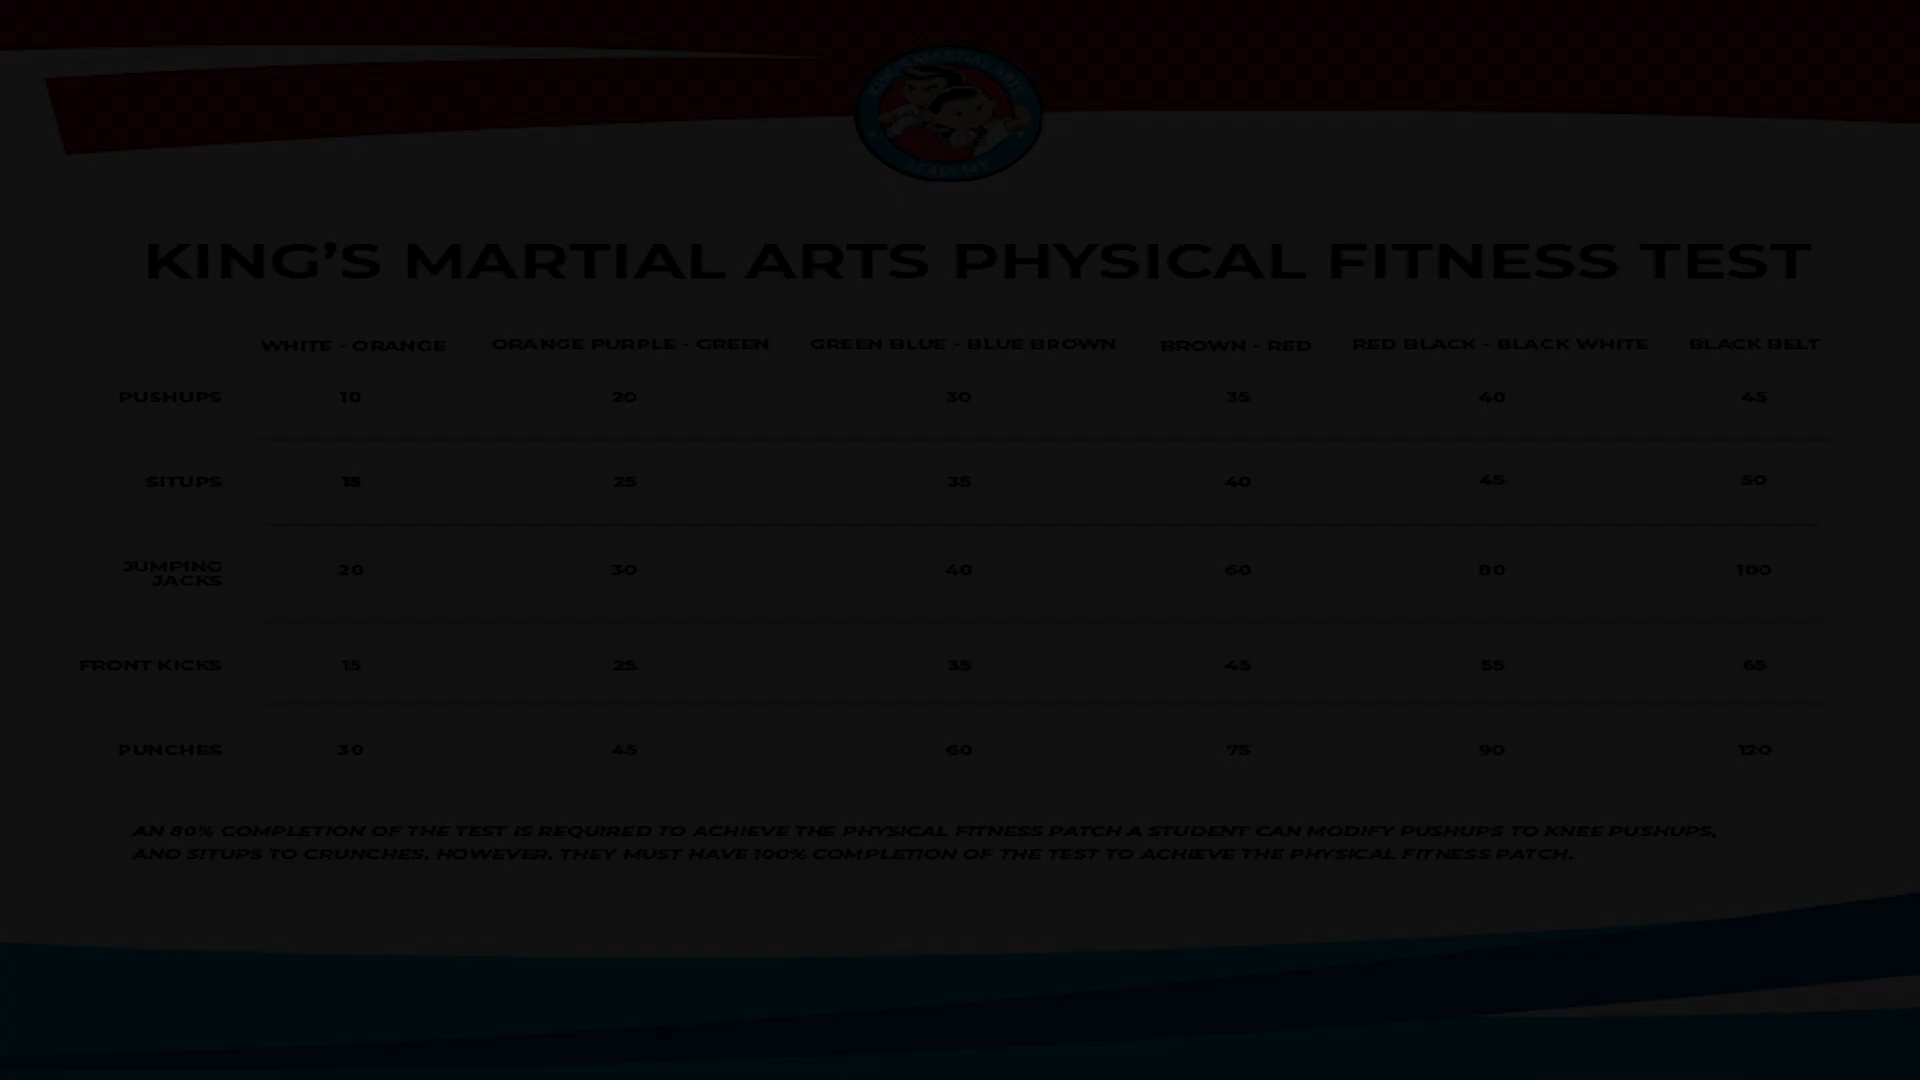 KING'S MARTIAL ARTS
ACADEMY
KING’S MARTIAL ARTS PHYSICAL FITNESS TEST
WHITE - ORANGE ORANGE PURPLE - GREEN GREEN BLUE - BLUE BROWN BROWN - RED RED BLACK - BLACK WHITE BLACK BELT
PUSHUPS 10 20 30 35 40 45
SITUPS 15 25 35 40 45 50
JUMPING
JACKS 20 30 40 60 80 100
FRONT KICKS 15 25 35 45 55 65
PUNCHES 30 45 60 75 90 120
AN 80% COMPLETION OF THE TEST IS REQUIRED TO ACHIEVE THE PHYSICAL FITNESS PATCH A STUDENT CAN MODIFY PUSHUPS TO KNEE PUSHUPS,
AND SITUPS TO CRUNCHES, HOWEVER, THEY MUST HAVE 100% COMPLETION OF THE TEST TO ACHIEVE THE PHYSICAL FITNESS PATCH.